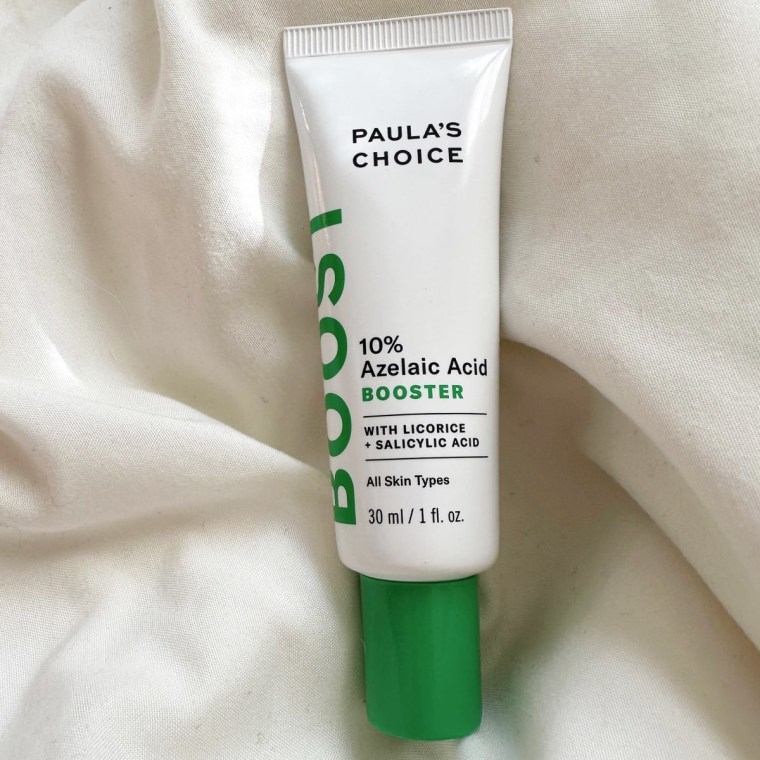 PAULA'S
CHOICE
BOOST
10%
Azelaic Acid
BOOSTER
WITH LICORICE
+ SALICYLIC ACID
All Skin Types
30 ml / 1 fl. oz.